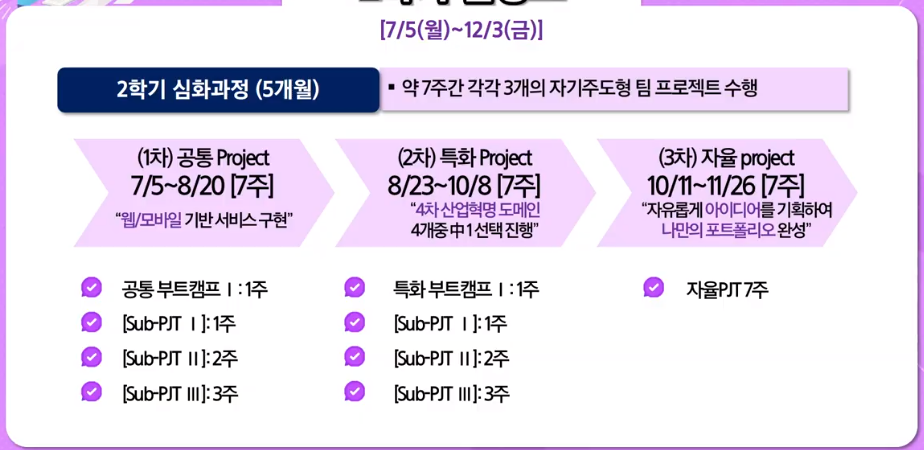 [7/5(월)~12/3(금)]
2학기 심화과정 (5개월)
▪ 약 7주간 각각 3개의 자기주도형 팀 프로젝트 수행
(1차) 공통 Project
7/5~8/20 [7주]
“웹/모바일 기반 서비스 구현”
(2차) 특화 Project
8/23~10/8 [7주]
“4차 산업혁명 도메인
4개중 中 1 선택 진행”
(3차) 자율 project
10/11~11/26 [7주]
“자유롭게 아이디어를 기획하여
나만의 포트폴리오 완성”
공통 부트캠프Ⅰ: 1주
[Sub-PJT Ⅰ]: 1주
[Sub-PJT Ⅱ]: 2주
[Sub-PJT Ⅲ]: 3주
특화 부트캠프Ⅰ: 1주
[Sub-PJT Ⅰ]: 1주
[Sub-PJT Ⅱ]: 2주
[Sub-PJT Ⅲ]: 3주
자율PJT 7주